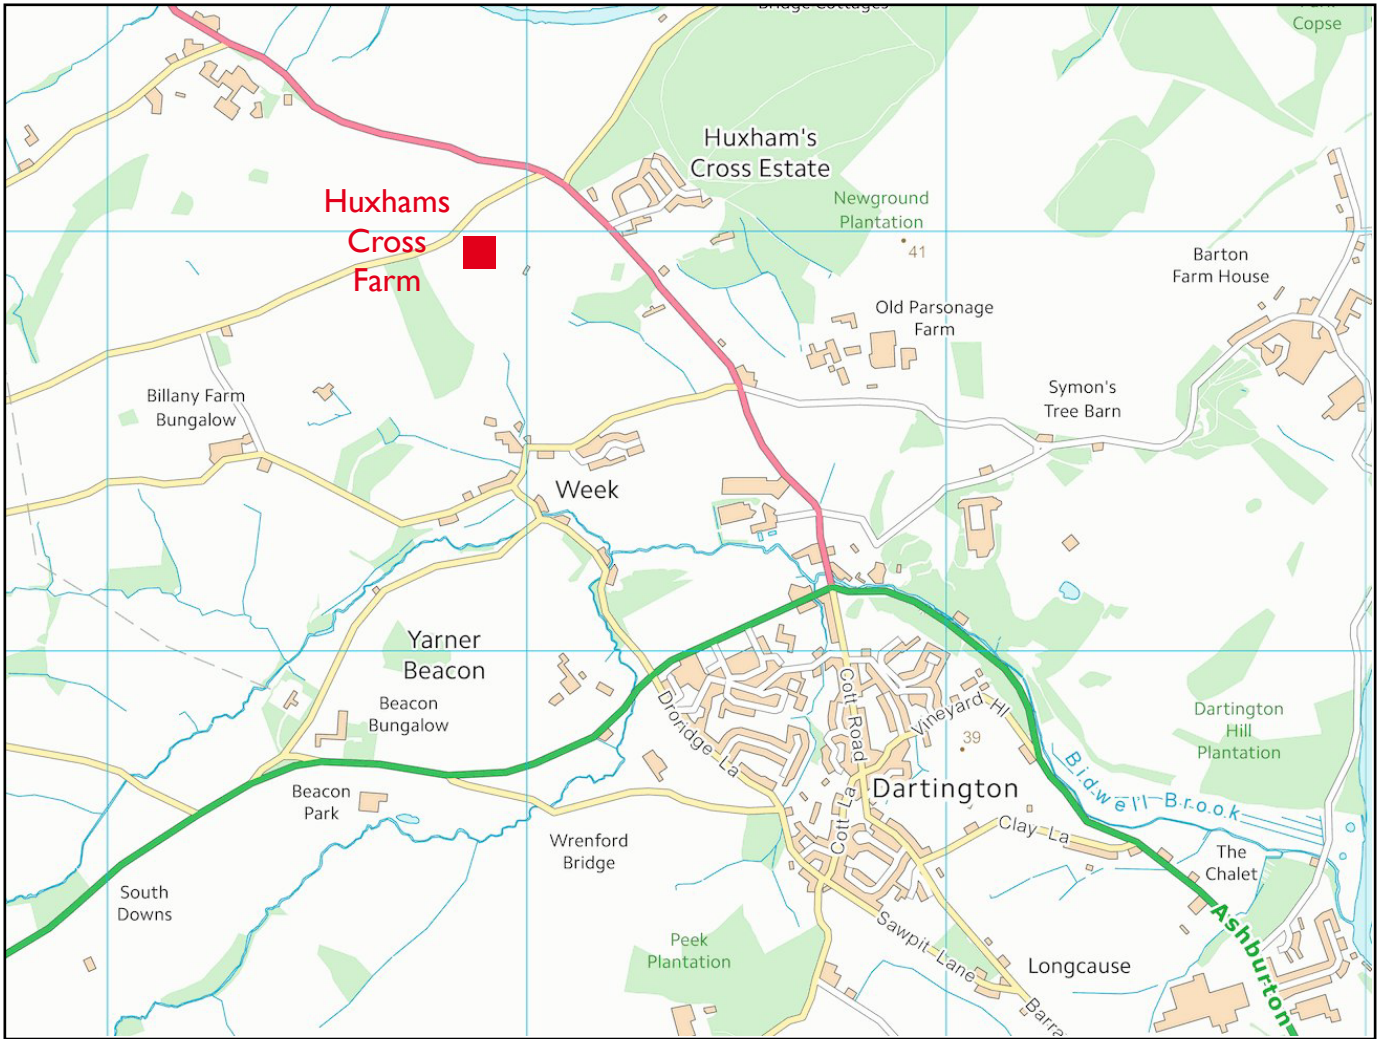 Bridge Cottages
Copse
Huxham's
Cross Estate
Huxhams
Cross
Farm
Newground
Plantation
41
Barton
Farm House
Old Parsonage
Farm
Billany Farm
Bungalow
Symon's
Tree Barn
Week
Yarner
Beacon
Beacon
Bungalow
Droridge La
Cott Road
Vineyard Hl
39
Dartington
Hill
Plantation
Bidwell Brook
Beacon
Park
Dartington
Cott La
Clay La
Wrenford
Bridge
The
Chalet
South
Downs
Ashburton
Sawpit Lane
Peek
Plantation
Longcause
Barra